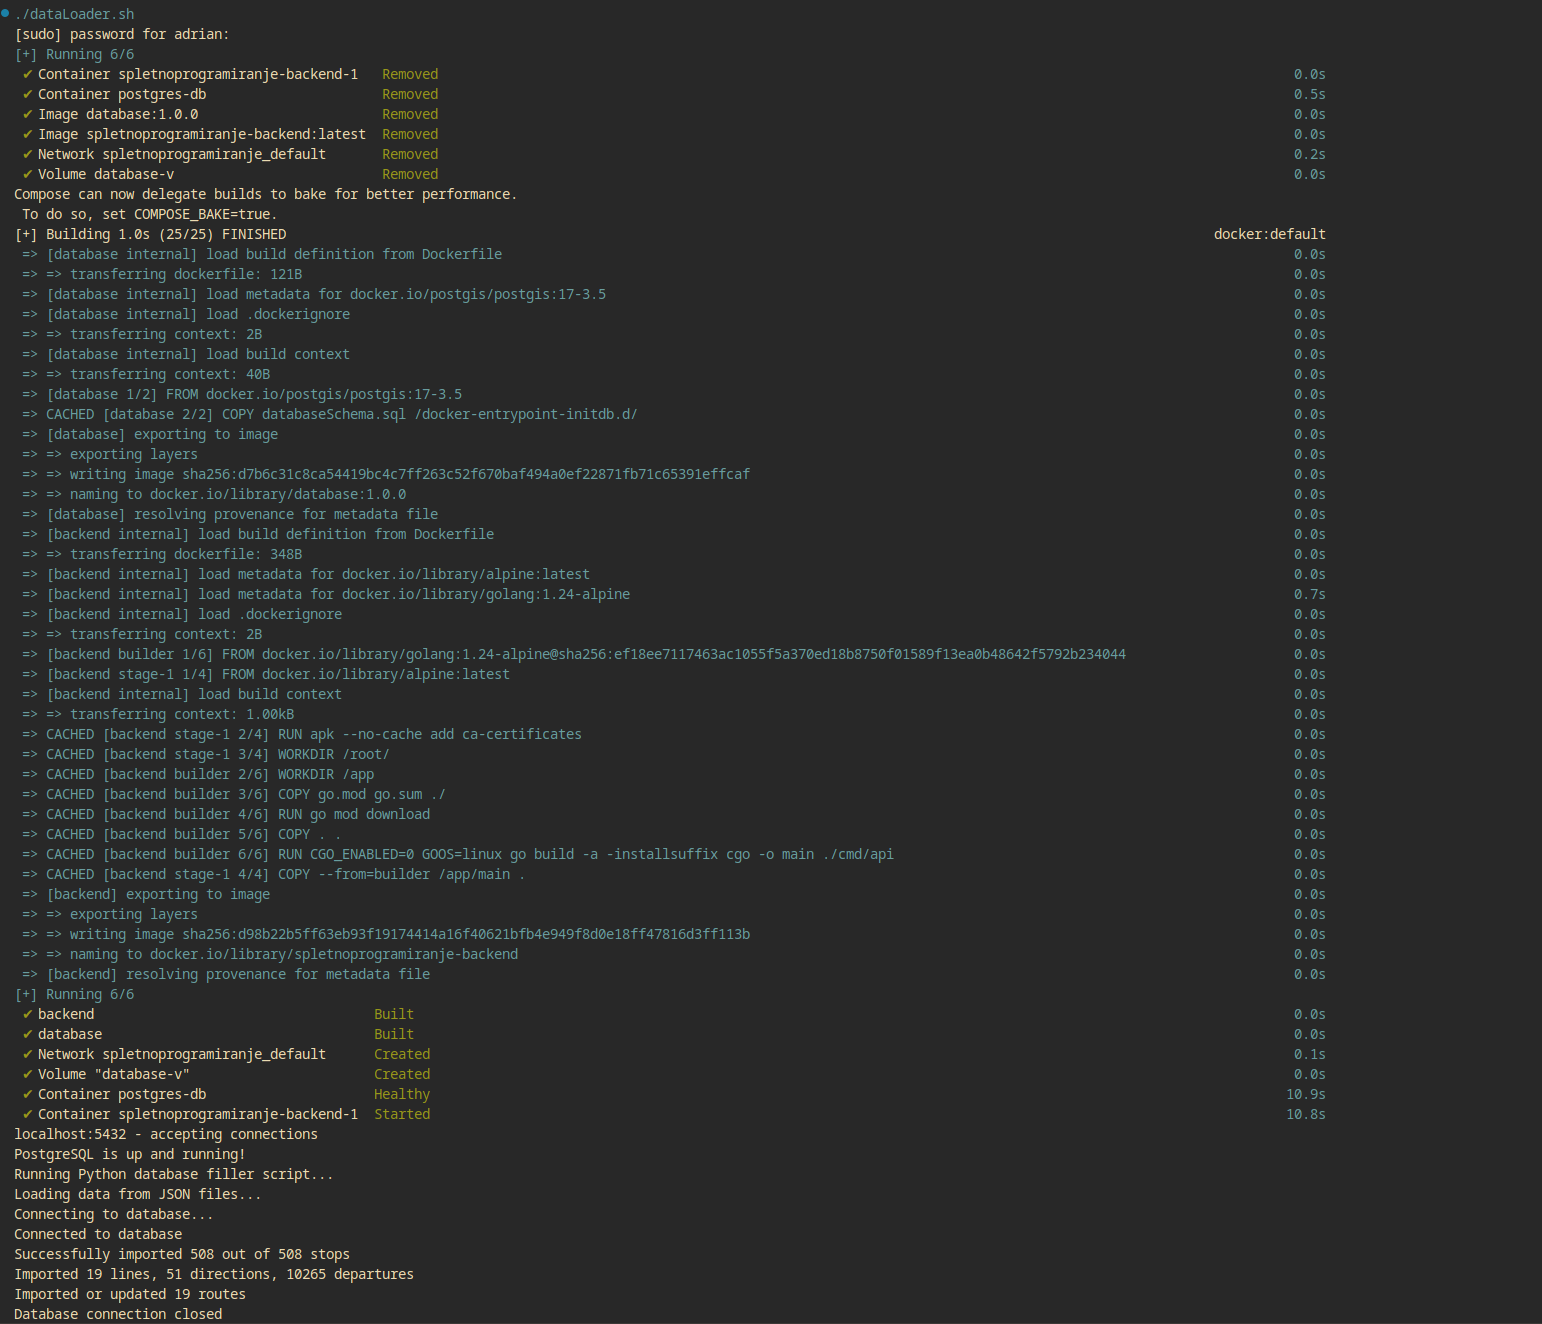 ./dataLoader.sh
[sudo] password for adrian:
[+] Running 6/6
✔ Container spletnoprogramiranje-backend-1 Removed 0.0s
✔ Container postgres-db Removed 0.5s
✔ Image database:1.0.0 Removed 0.0s
✔ Image spletnoprogramiranje-backend:latest Removed 0.0s
✔ Network spletnoprogramiranje_default Removed 0.2s
✔ Volume database-v Removed 0.0s
Compose can now delegate builds to bake for better performance.
To do so, set COMPOSE_BAKE=true.
[+] Building 1.0s (25/25) FINISHED docker:default
=> [database internal] load build definition from Dockerfile 0.0s
=> => transferring dockerfile: 121B 0.0s
=> [database internal] load metadata for docker.io/postgis/postgis:17-3.5 0.0s
=> [database internal] load .dockerignore 0.0s
=> => transferring context: 2B 0.0s
=> [database internal] load build context 0.0s
=> => transferring context: 40B 0.0s
=> [database 1/2] FROM docker.io/postgis/postgis:17-3.5 0.0s
=> CACHED [database 2/2] COPY databaseSchema.sql /docker-entrypoint-initdb.d/ 0.0s
=> [database] exporting to image 0.0s
=> => exporting layers 0.0s
=> => writing image sha256:d7b6c31c8ca54419bc4c7ff263c52f670baf494a0ef22871fb71c65391effcaf 0.0s
=> => naming to docker.io/library/database:1.0.0 0.0s
=> [database] resolving provenance for metadata file 0.0s
=> [backend internal] load build definition from Dockerfile 0.0s
=> => transferring dockerfile: 348B 0.0s
=> [backend internal] load metadata for docker.io/library/alpine:latest 0.0s
=> [backend internal] load metadata for docker.io/library/golang:1.24-alpine 0.7s
=> [backend internal] load .dockerignore 0.0s
=> => transferring context: 2B 0.0s
=> [backend builder 1/6] FROM docker.io/library/golang:1.24-alpine@sha256:ef18ee7117463ac1055f5a370ed18b8750f01589f13ea0b48642f5792b234044 0.0s
=> [backend stage-1 1/4] FROM docker.io/library/alpine:latest 0.0s
=> [backend internal] load build context 0.0s
=> => transferring context: 1.00kB 0.0s
=> CACHED [backend stage-1 2/4] RUN apk --no-cache add ca-certificates 0.0s
=> CACHED [backend stage-1 3/4] WORKDIR /root/ 0.0s
=> CACHED [backend builder 2/6] WORKDIR /app 0.0s
=> CACHED [backend builder 3/6] COPY go.mod go.sum ./ 0.0s
=> CACHED [backend builder 4/6] RUN go mod download 0.0s
=> CACHED [backend builder 5/6] COPY . . 0.0s
=> CACHED [backend builder 6/6] RUN CGO_ENABLED=0 GOOS=linux go build -a -installsuffix cgo -o main ./cmd/api 0.0s
=> CACHED [backend stage-1 4/4] COPY --from=builder /app/main . 0.0s
=> [backend] exporting to image 0.0s
=> => exporting layers 0.0s
=> => writing image sha256:d98b22b5ff63eb93f19174414a16f40621bfb4e949f8d0e18ff47816d3ff113b 0.0s
=> => naming to docker.io/library/spletnoprogramiranje-backend 0.0s
=> [backend] resolving provenance for metadata file 0.0s
[+] Running 6/6
✔ backend Built 0.0s
✔ database Built 0.0s
✔ Network spletnoprogramiranje_default Created 0.1s
✔ Volume "database-v" Created 0.0s
✔ Container postgres-db Healthy 10.9s
✔ Container spletnoprogramiranje-backend-1 Started 10.8s
localhost:5432 - accepting connections
PostgreSQL is up and running!
Running Python database filler script...
Loading data from JSON files...
Connecting to database...
Connected to database
Successfully imported 508 out of 508 stops
Imported 19 lines, 51 directions, 10265 departures
Imported or updated 19 routes
Database connection closed